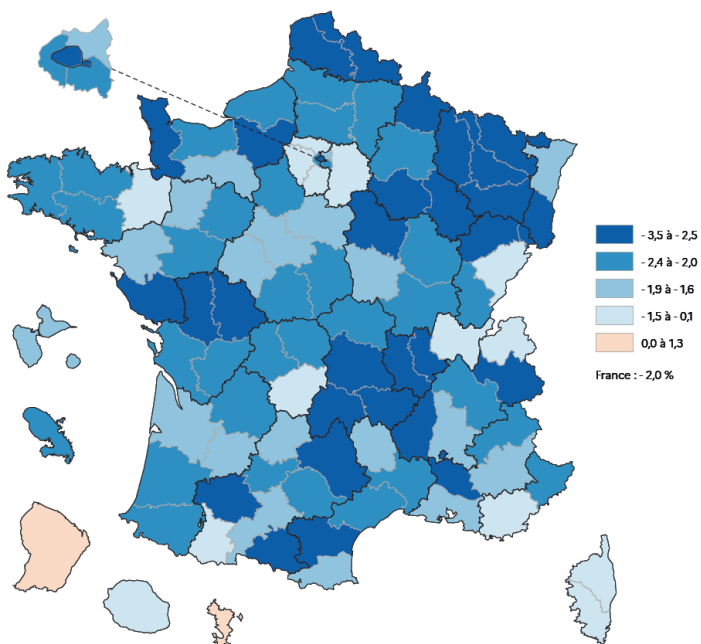 - 3,5 à - 2,5
- 2,4 à - 2,0
- 1,9 à - 1,6
- 1,5 à - 0,1
0,0 à 1,3
France : - 2,0 %